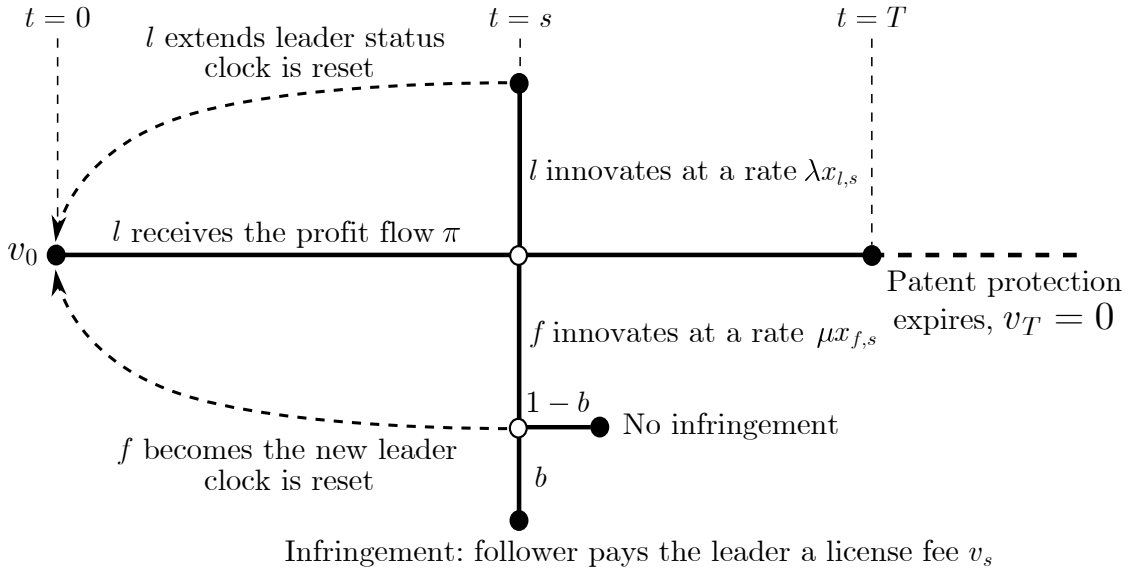 t = 0
t = s
t = T
l extends leader status
clock is reset
l innovates at a rate λx_{l,s}
l receives the profit flow π
v_0
Patent protection
expires, v_T = 0
f innovates at a rate μx_{f,s}
1 − b
No infringement
f becomes the new leader
clock is reset
b
Infringement: follower pays the leader a license fee v_s